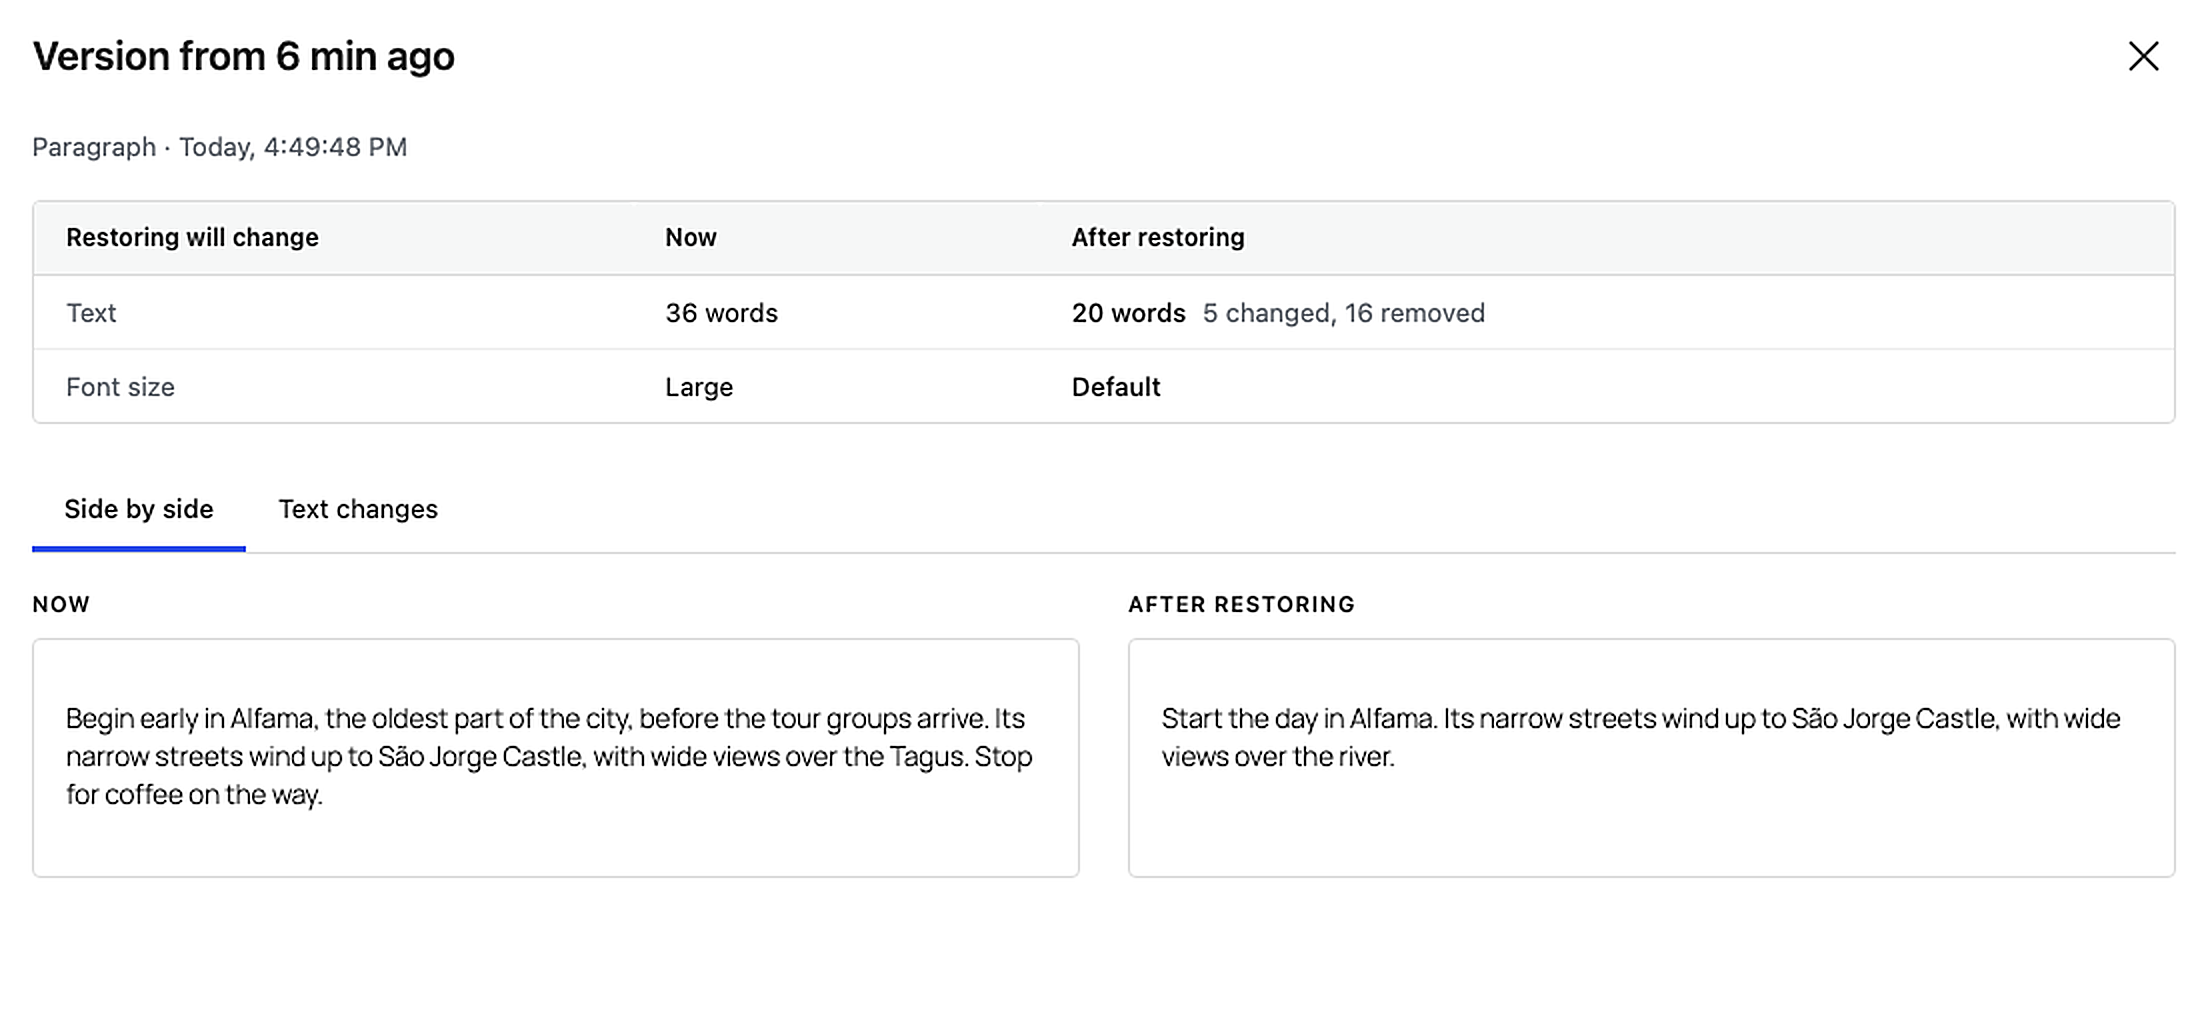 Version from 6 min ago
Paragraph · Today, 4:49:48 PM
Restoring will change Now After restoring
Text 36 words 20 words 5 changed, 16 removed
Font size Large Default
Side by side Text changes
NOW
Begin early in Alfama, the oldest part of the city, before the tour groups arrive. Its
narrow streets wind up to São Jorge Castle, with wide views over the Tagus. Stop
for coffee on the way.
AFTER RESTORING
Start the day in Alfama. Its narrow streets wind up to São Jorge Castle, with wide
views over the river.